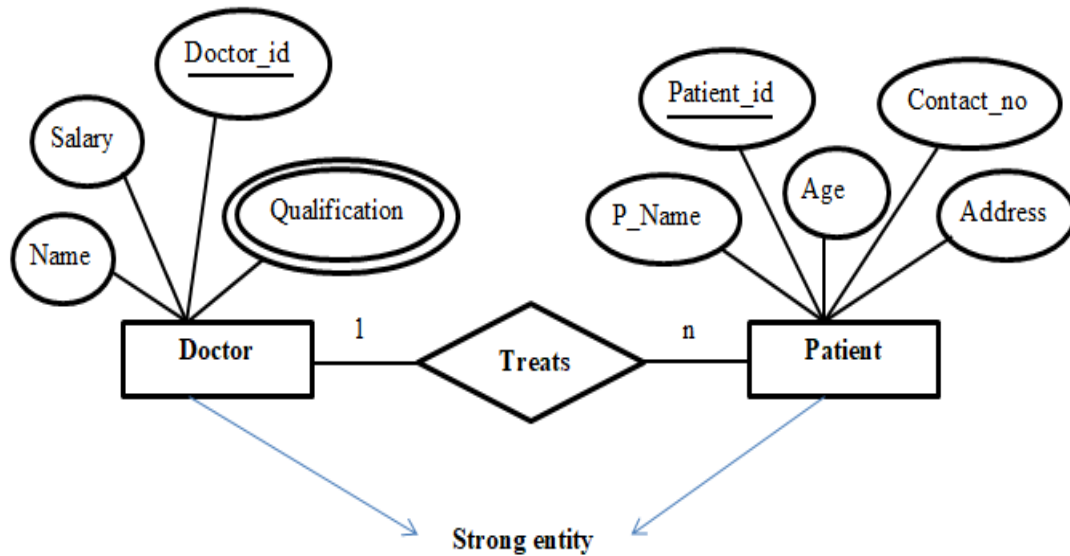 Doctor_id
Patient_id
Contact_no
Salary
Qualification
Age
P_Name
Address
Name
1
n
Doctor
Treats
Patient
Strong entity